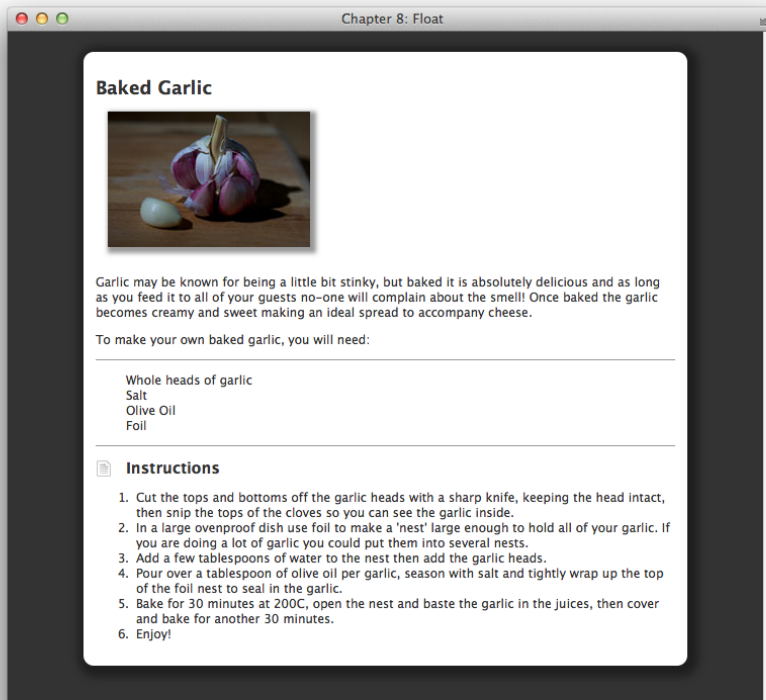 Chapter 8: Float
Baked Garlic
Garlic may be known for being a little bit stinky, but baked it is absolutely delicious and as long
as you feed it to all of your guests no-one will complain about the smell! Once baked the garlic
becomes creamy and sweet making an ideal spread to accompany cheese.
To make your own baked garlic, you will need:
Whole heads of garlic
Salt
Olive Oil
Foil
Instructions
1. Cut the tops and bottoms off the garlic heads with a sharp knife, keeping the head intact,
then snip the tops of the cloves so you can see the garlic inside.
2. In a large ovenproof dish use foil to make a 'nest' large enough to hold all of your garlic. If
you are doing a lot of garlic you could put them into several nests.
3. Add a few tablespoons of water to the nest then add the garlic heads.
4. Pour over a tablespoon of olive oil per garlic, season with salt and tightly wrap up the top
of the foil nest to seal in the garlic.
5. Bake for 30 minutes at 200C, open the nest and baste the garlic in the juices, then cover
and bake for another 30 minutes.
6. Enjoy!